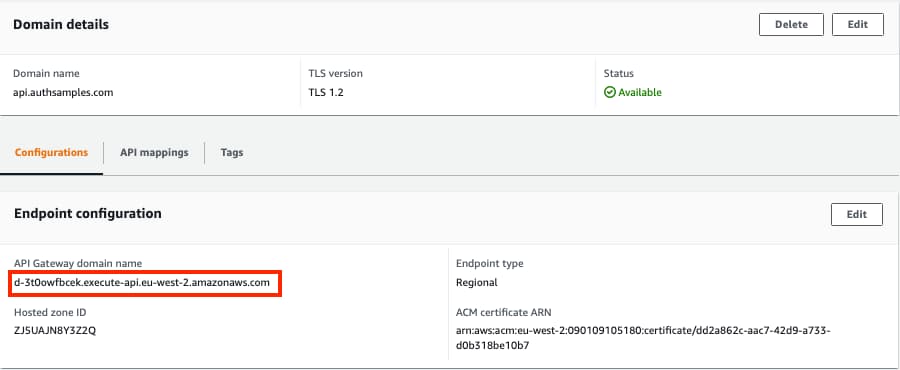 Domain details
Delete
Edit
Domain name
TLS version
Status
api.authsamples.com
TLS 1.2
Available
Configurations
API mappings
Tags
Endpoint configuration
Edit
API Gateway domain name
Endpoint type
d-3t0owfbcek.execute-api.eu-west-2.amazonaws.com
Regional
Hosted zone ID
ACM certificate ARN
ZJ5UAJN8Y3Z2Q
arn:aws:acm:eu-west-2:090109105180:certificate/dd2a862c-aac7-42d9-a733-
d0b318be10b7